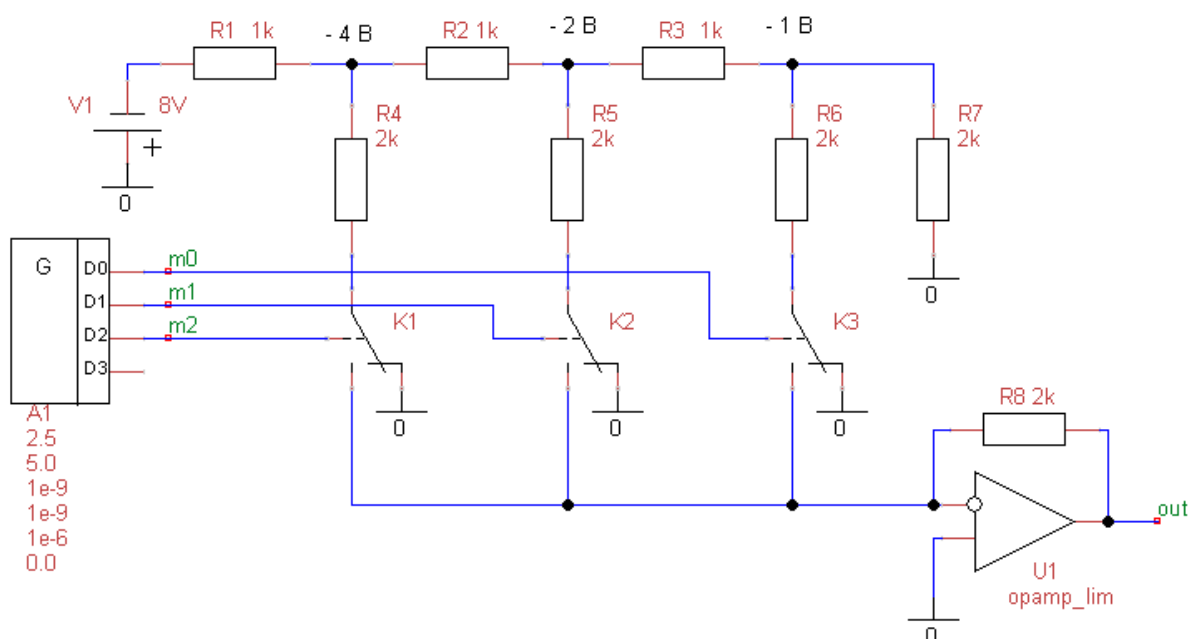 R1 1k
- 4 В
R2 1k
- 2 В
R3 1k
- 1 В
V1 8V
+
0
R4
2k
R5
2k
R6
2k
R7
2k
0
G
D0
D1
D2
D3
m0
m1
m2
K1
K2
K3
0
0
0
A1
2.5
5.0
1e-9
1e-9
1e-6
0.0
R8 2k
out
U1
opamp_lim
0